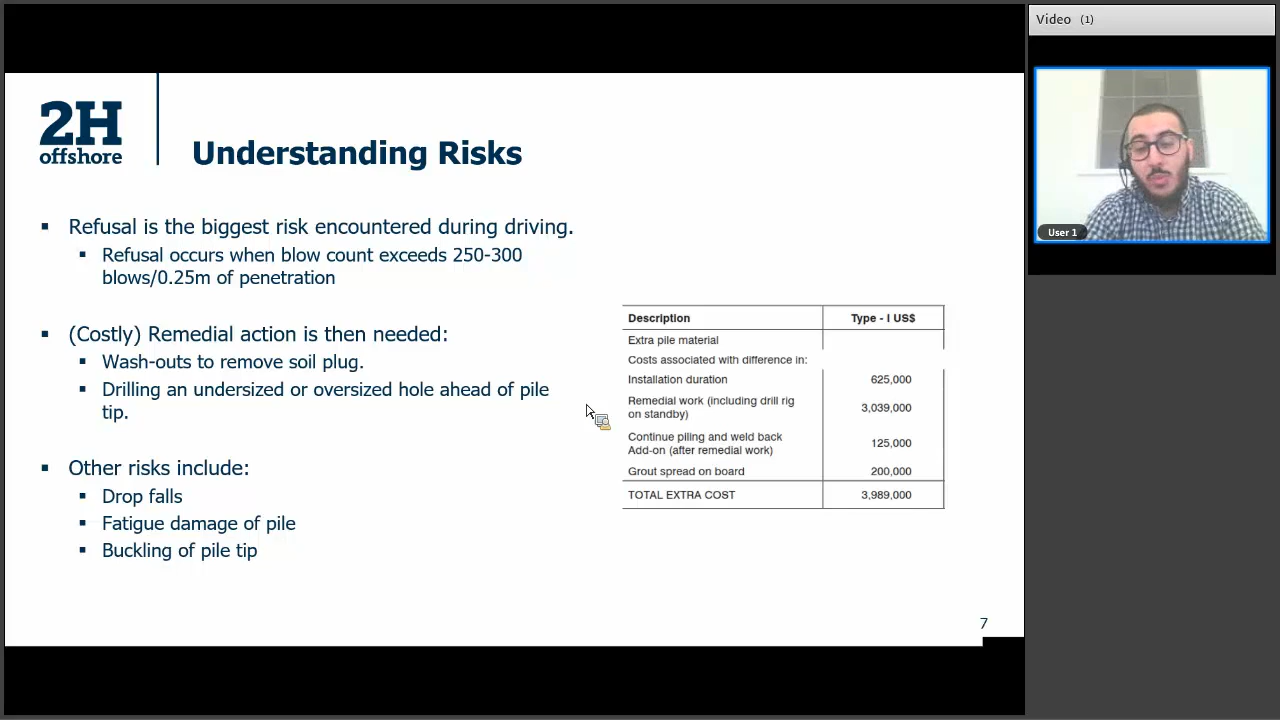 Video (1)
User 1
2H
offshore
Understanding Risks
▪ Refusal is the biggest risk encountered during driving.
▪ Refusal occurs when blow count exceeds 250-300
blows/0.25m of penetration
▪ (Costly) Remedial action is then needed:
▪ Wash-outs to remove soil plug.
▪ Drilling an undersized or oversized hole ahead of pile
tip.
▪ Other risks include:
▪ Drop falls
▪ Fatigue damage of pile
▪ Buckling of pile tip
Description Type - I US$
Extra pile material
Costs associated with difference in:
Installation duration 625,000
Remedial work (including drill rig
on standby) 3,039,000
Continue piling and weld back
Add-on (after remedial work) 125,000
Grout spread on board 200,000
TOTAL EXTRA COST 3,989,000
7